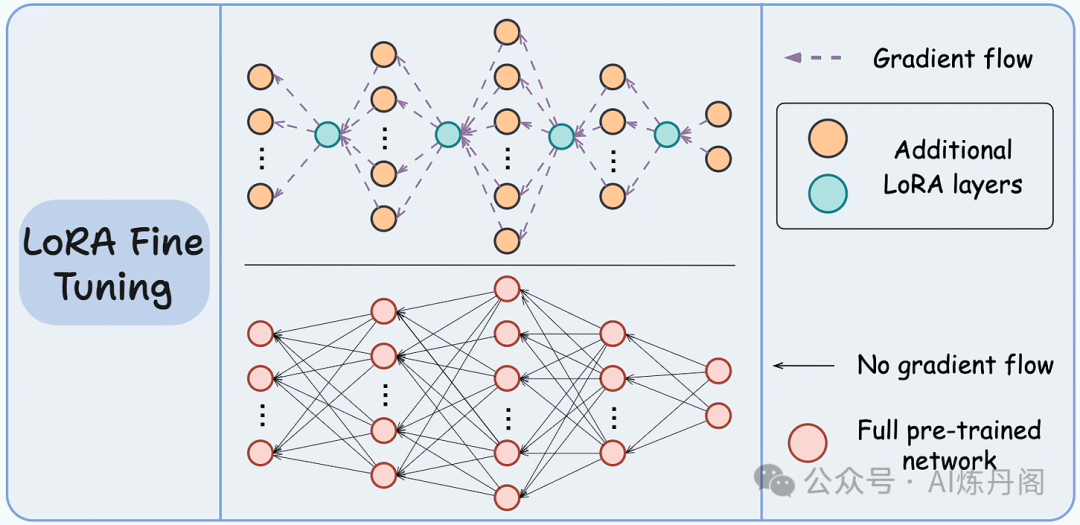 LoRA Fine
Tuning
Gradient flow
Additional
LoRA layers
No gradient flow
Full pre-trained
network
公众号 · AI炼丹阁